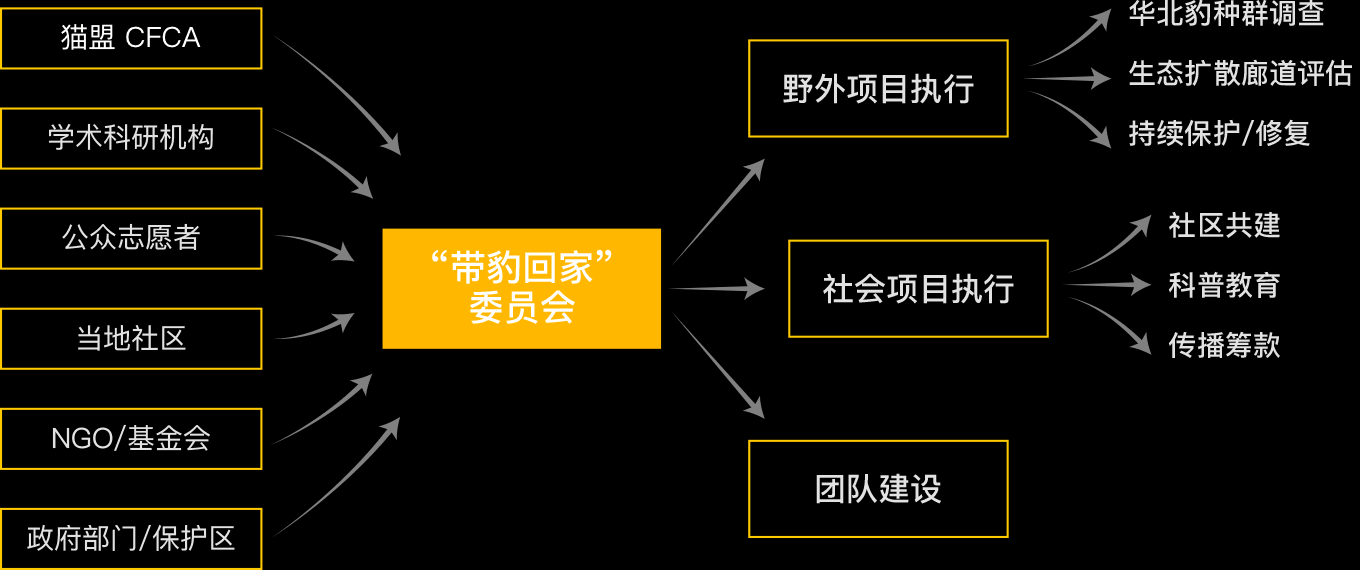 猫盟 CFCA
学术科研机构
公众志愿者
当地社区
NGO/基金会
政府部门/保护区
“带豹回家”
委员会
野外项目执行
华北豹种群调查
生态扩散廊道评估
持续保护/修复
社会项目执行
社区共建
科普教育
传播筹款
团队建设